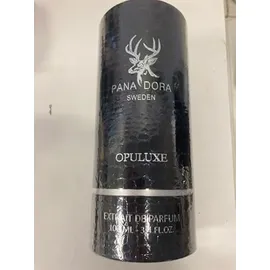 PANA DORA
SWEDEN
OPULUXE
EXTRAIT DE PARFUM
100 ML - 3.4 FL.OZ